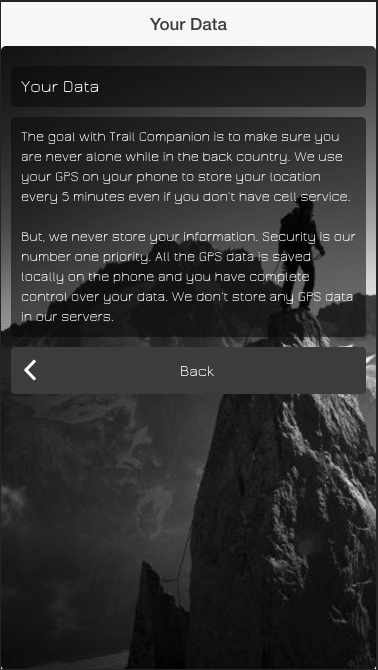 Your Data
Your Data
The goal with Trail Companion is to make sure you
are never alone while in the back country. We use
your GPS on your phone to store your location
every 5 minutes even if you don't have cell service.
But, we never store your information. Security is our
number one priority. All the GPS data is saved
locally on the phone and you have complete
control over your data. We don't store any GPS data
in our servers.
Back